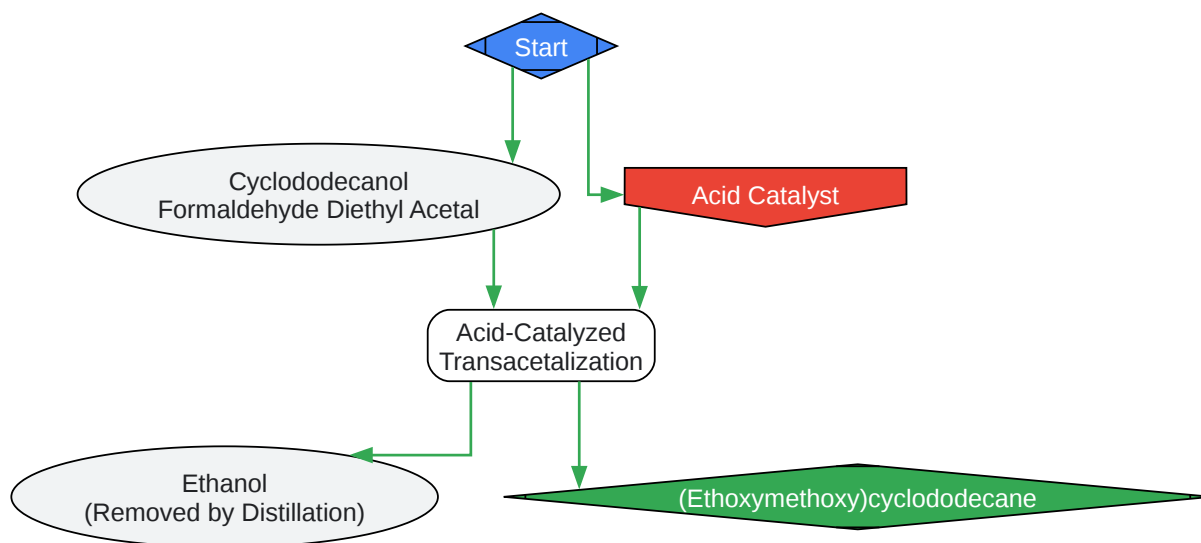 Start
Cyclododecanol
Formaldehyde Diethyl Acetal
Acid Catalyst
Acid-Catalyzed
Transacetalization
Ethanol
(Removed by Distillation)
(Ethoxymethoxy)cyclododecane